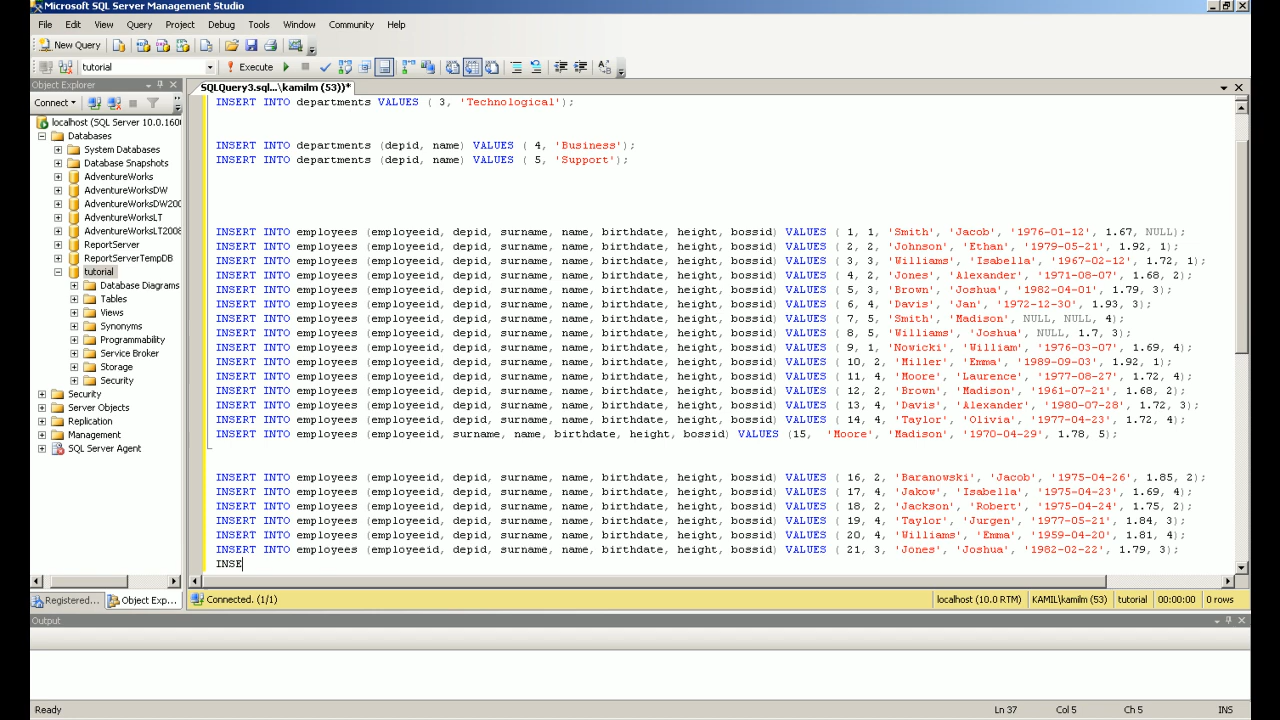 Microsoft SQL Server Management Studio
File Edit View Query Project Debug Tools Window Community Help
New Query
tutorial Execute
Object Explorer
SQLQuery3.sql...\kamilm (53))*
Connect
localhost (SQL Server 10.0.1600
Databases
System Databases
Database Snapshots
AdventureWorks
AdventureWorksDW
AdventureWorksDW200
AdventureWorksLT
AdventureWorksLT2008
ReportServer
ReportServerTempDB
tutorial
Database Diagrams
Tables
Views
Synonyms
Programmability
Service Broker
Storage
Security
Security
Server Objects
Replication
Management
SQL Server Agent
Registered... Object Exp...
INSERT INTO departments VALUES ( 3, 'Technological');
INSERT INTO departments (depid, name) VALUES ( 4, 'Business');
INSERT INTO departments (depid, name) VALUES ( 5, 'Support');
INSERT INTO employees (employeeid, depid, surname, name, birthdate, height, bossid) VALUES ( 1, 1, 'Smith', 'Jacob', '1976-01-12', 1.67, NULL);
INSERT INTO employees (employeeid, depid, surname, name, birthdate, height, bossid) VALUES ( 2, 2, 'Johnson', 'Ethan', '1979-05-21', 1.92, 1);
INSERT INTO employees (employeeid, depid, surname, name, birthdate, height, bossid) VALUES ( 3, 3, 'Williams', 'Isabella', '1967-02-12', 1.72, 1);
INSERT INTO employees (employeeid, depid, surname, name, birthdate, height, bossid) VALUES ( 4, 2, 'Jones', 'Alexander', '1971-08-07', 1.68, 2);
INSERT INTO employees (employeeid, depid, surname, name, birthdate, height, bossid) VALUES ( 5, 3, 'Brown', 'Joshua', '1982-04-01', 1.79, 3);
INSERT INTO employees (employeeid, depid, surname, name, birthdate, height, bossid) VALUES ( 6, 4, 'Davis', 'Jan', '1972-12-30', 1.93, 3);
INSERT INTO employees (employeeid, depid, surname, name, birthdate, height, bossid) VALUES ( 7, 5, 'Smith', 'Madison', NULL, NULL, 4);
INSERT INTO employees (employeeid, depid, surname, name, birthdate, height, bossid) VALUES ( 8, 5, 'Williams', 'Joshua', NULL, 1.7, 3);
INSERT INTO employees (employeeid, depid, surname, name, birthdate, height, bossid) VALUES ( 9, 1, 'Nowicki', 'William', '1976-03-07', 1.69, 4);
INSERT INTO employees (employeeid, depid, surname, name, birthdate, height, bossid) VALUES ( 10, 2, 'Miller', 'Emma', '1989-09-03', 1.92, 1);
INSERT INTO employees (employeeid, depid, surname, name, birthdate, height, bossid) VALUES ( 11, 4, 'Moore', 'Laurence', '1977-08-27', 1.72, 4);
INSERT INTO employees (employeeid, depid, surname, name, birthdate, height, bossid) VALUES ( 12, 2, 'Brown', 'Madison', '1961-07-21', 1.68, 2);
INSERT INTO employees (employeeid, depid, surname, name, birthdate, height, bossid) VALUES ( 13, 4, 'Davis', 'Alexander', '1980-07-28', 1.72, 3);
INSERT INTO employees (employeeid, depid, surname, name, birthdate, height, bossid) VALUES ( 14, 4, 'Taylor', 'Olivia', '1977-04-23', 1.72, 4);
INSERT INTO employees (employeeid, surname, name, birthdate, height, bossid) VALUES (15, 'Moore', 'Madison', '1970-04-29', 1.78, 5);
INSERT INTO employees (employeeid, depid, surname, name, birthdate, height, bossid) VALUES ( 16, 2, 'Baranowski', 'Jacob', '1975-04-26', 1.85, 2);
INSERT INTO employees (employeeid, depid, surname, name, birthdate, height, bossid) VALUES ( 17, 4, 'Jakow', 'Isabella', '1975-04-23', 1.69, 4);
INSERT INTO employees (employeeid, depid, surname, name, birthdate, height, bossid) VALUES ( 18, 2, 'Jackson', 'Robert', '1975-04-24', 1.75, 2);
INSERT INTO employees (employeeid, depid, surname, name, birthdate, height, bossid) VALUES ( 19, 4, 'Taylor', 'Jurgen', '1977-05-21', 1.84, 3);
INSERT INTO employees (employeeid, depid, surname, name, birthdate, height, bossid) VALUES ( 20, 4, 'Williams', 'Emma', '1959-04-20', 1.81, 4);
INSERT INTO employees (employeeid, depid, surname, name, birthdate, height, bossid) VALUES ( 21, 3, 'Jones', 'Joshua', '1982-02-22', 1.79, 3);
INSE
Connected. (1/1) localhost (10.0 RTM) KAMIL\kamilm (53) tutorial 00:00:00 0 rows
Output
Ready Ln 37 Col 5 Ch 5 INS